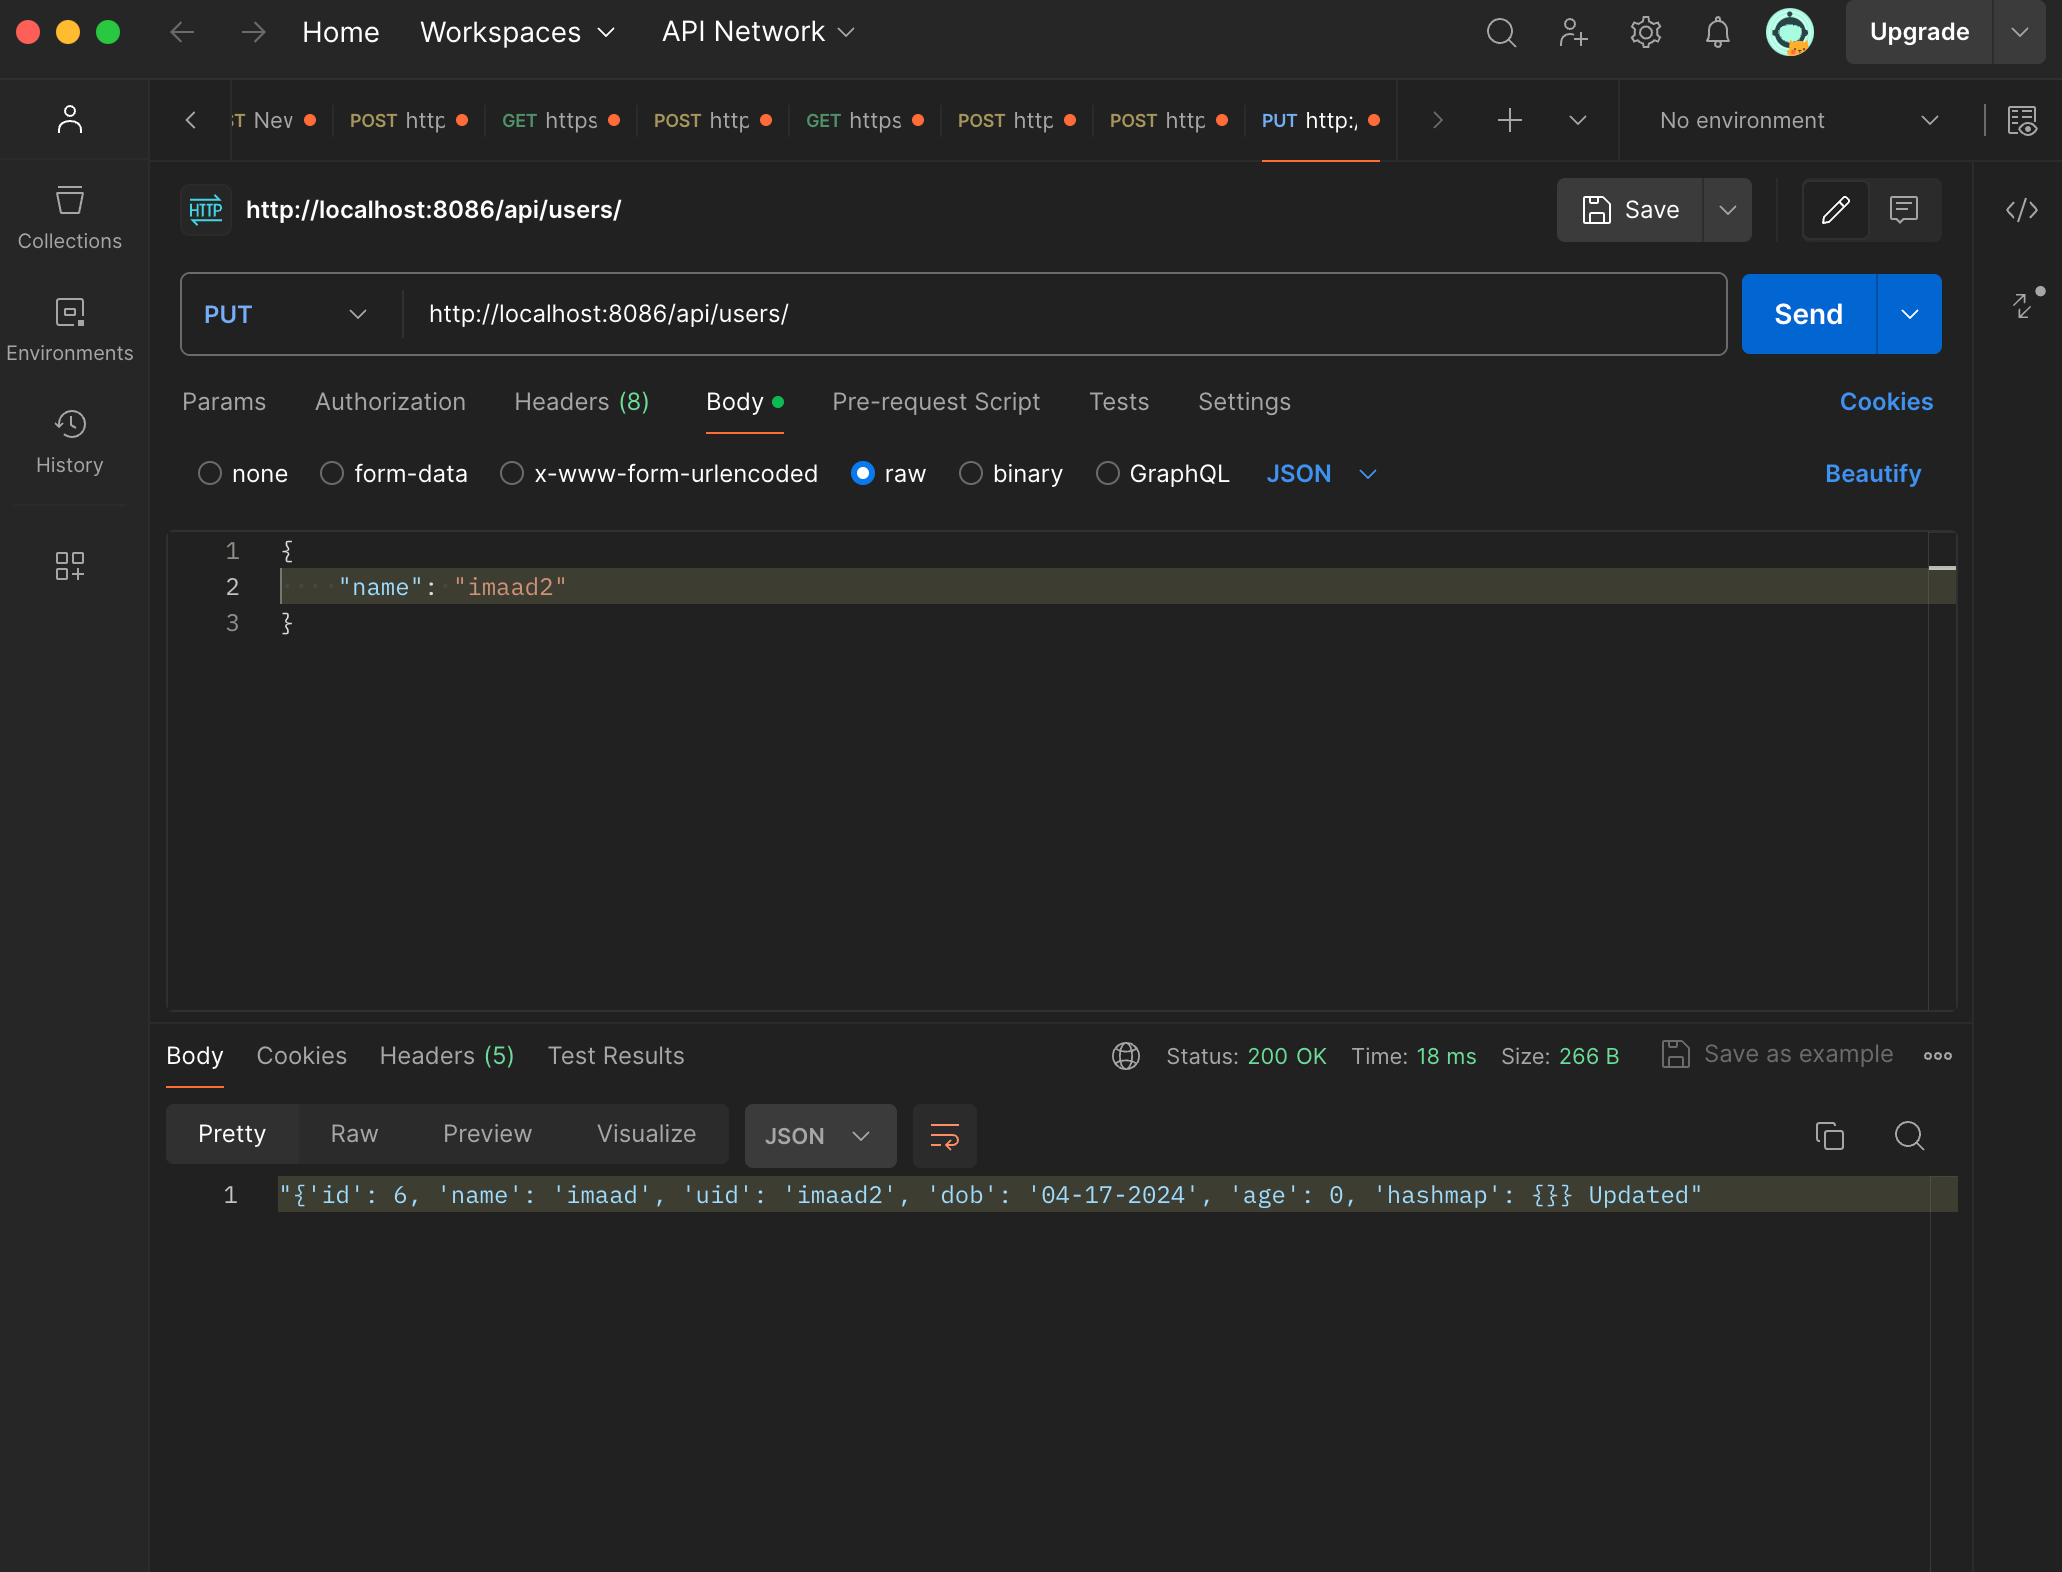 Home Workspaces API Network Upgrade
ST New POST http GET https POST http GET https POST http POST http PUT http:/ No environment
HTTP http://localhost:8086/api/users/ Save
Collections
PUT http://localhost:8086/api/users/ Send
Environments
Params Authorization Headers (8) Body Pre-request Script Tests Settings Cookies
History
none form-data x-www-form-urlencoded raw binary GraphQL JSON Beautify
1 {
2 "name": "imaad2"
3 }
Body Cookies Headers (5) Test Results Status: 200 OK Time: 18 ms Size: 266 B Save as example
Pretty Raw Preview Visualize JSON
1 "{'id': 6, 'name': 'imaad', 'uid': 'imaad2', 'dob': '04-17-2024', 'age': 0, 'hashmap': {}} Updated"